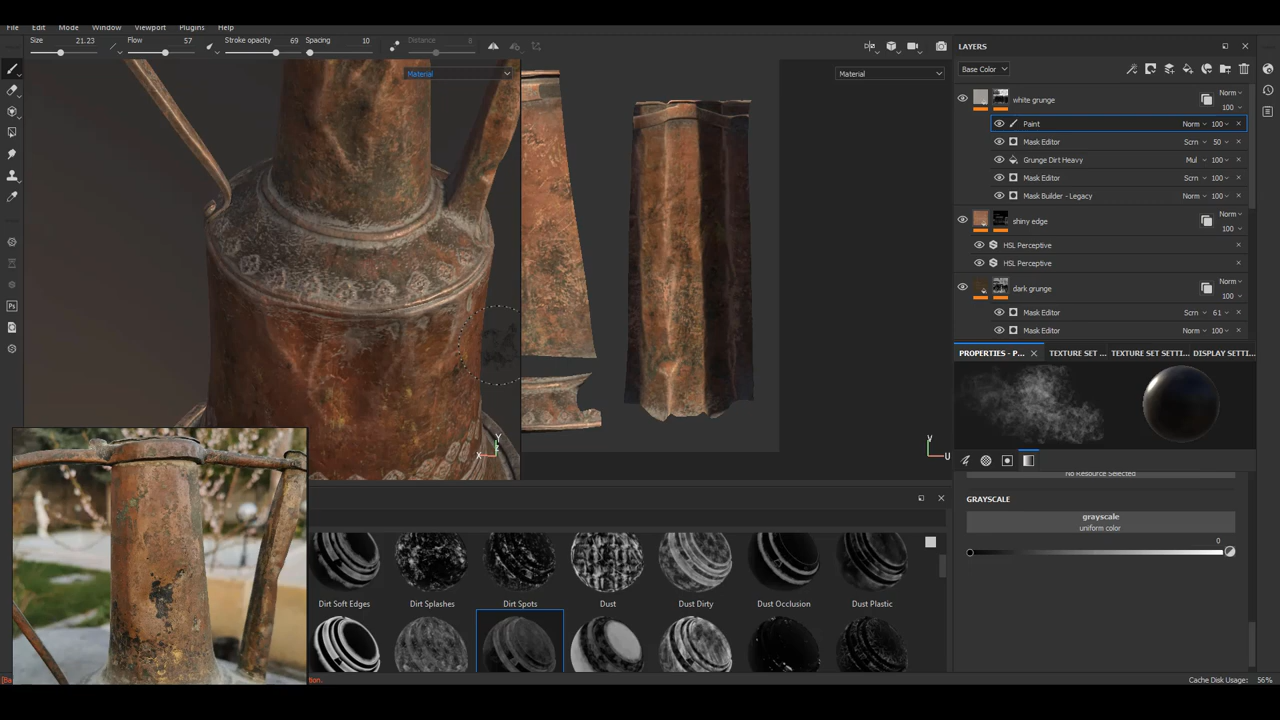 File Edit Mode Window Viewport Plugins Help
Size 21.23 Flow 57 Stroke opacity 69 Spacing 10 Distance 8
Material
Material
LAYERS
Base Color
white grunge Norm 100
Paint Norm 100
Mask Editor Scrn 50
Grunge Dirt Heavy Mul 100
Mask Editor Scrn 100
Mask Builder - Legacy Norm 100
shiny edge Norm 100
HSL Perceptive
HSL Perceptive
dark grunge Norm 100
Mask Editor Scrn 61
Mask Editor Norm 100
PROPERTIES - P... TEXTURE SET ... TEXTURE SET SETTI... DISPLAY SETTI...
Ps
Y
X
V
U
No Resource Selected
GRAYSCALE
grayscale
uniform color
0
Dirt Soft Edges Dirt Splashes Dirt Spots Dust Dust Dirty Dust Occlusion Dust Plastic
[Ba
tion.
Cache Disk Usage: 56%